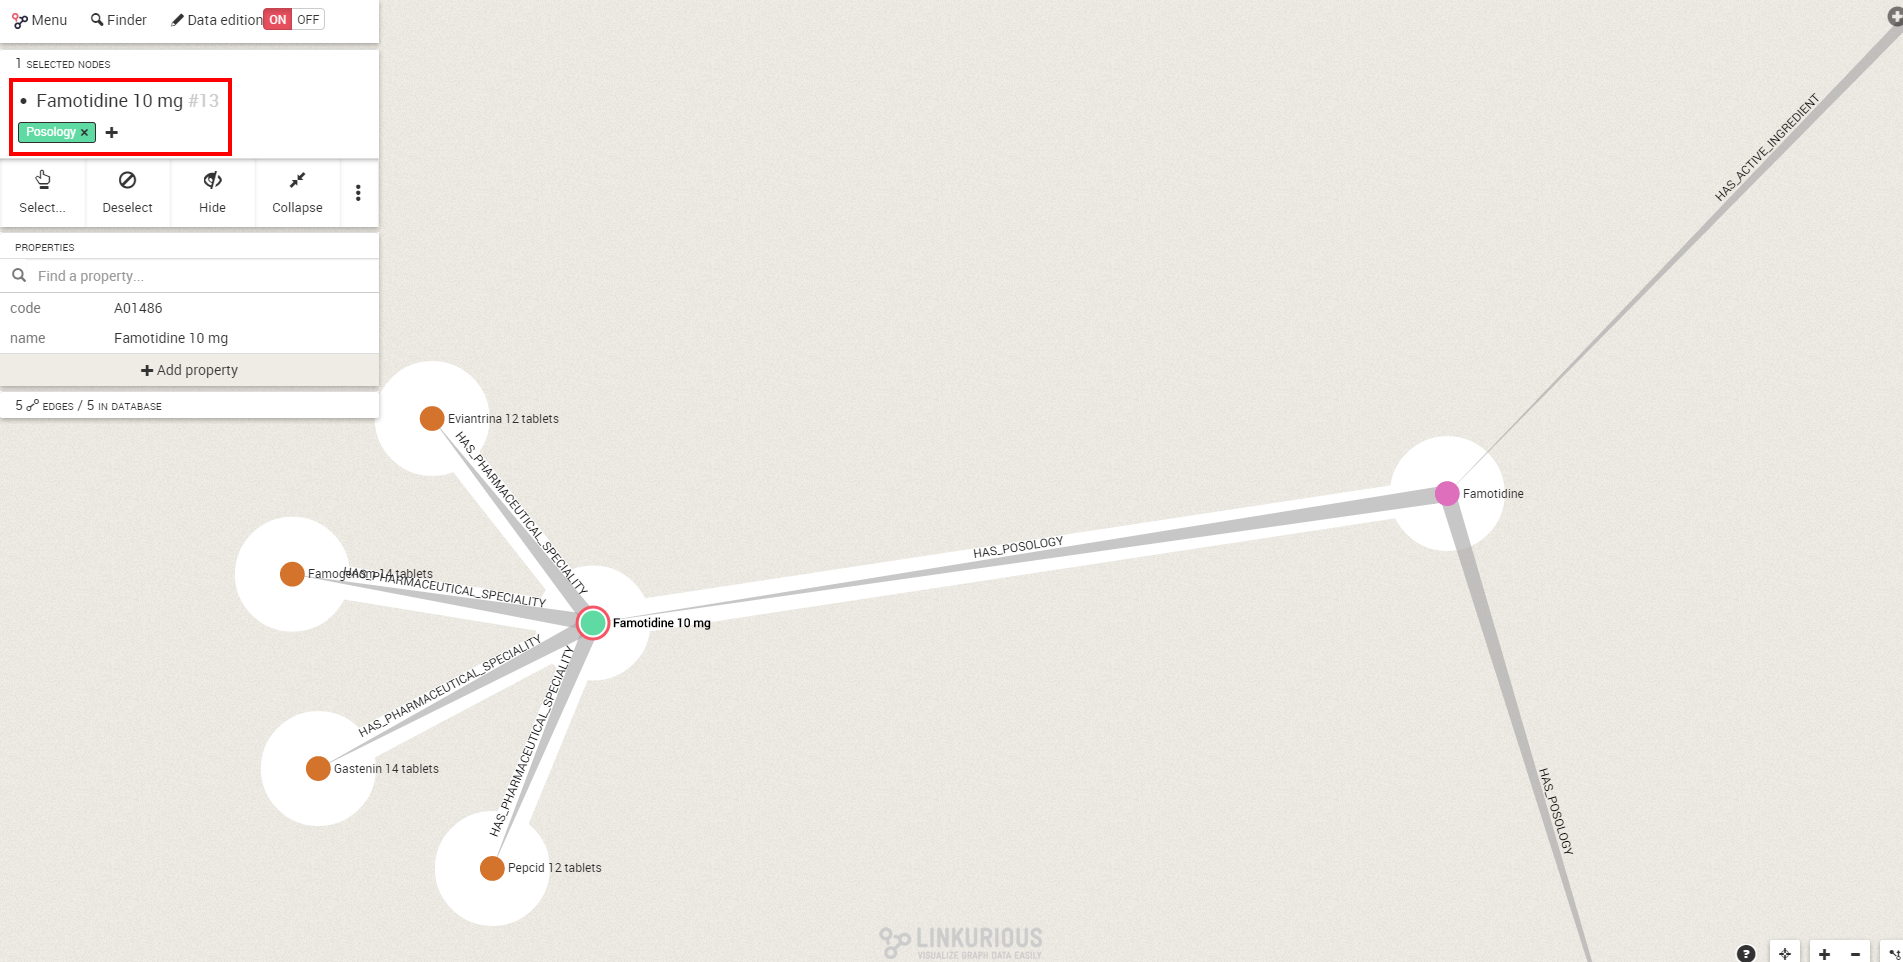 Menu Finder Data edition ON OFF
1 SELECTED NODES
• Famotidine 10 mg #13
Posology ×
Select... Deselect Hide Collapse
PROPERTIES
Find a property...
code A01486
name Famotidine 10 mg
Add property
5 EDGES / 5 IN DATABASE
HAS_ACTIVE_INGREDIENT
Eviantrina 12 tablets
HAS_PHARMACEUTICAL_SPECIALITY
Famotidine
HAS_POSOLOGY
14 tablets
HAS_PHARMACEUTICAL_SPECIALITY
Famotidine 10 mg
HAS_PHARMACEUTICAL_SPECIALITY
HAS_PHARMACEUTICAL_SPECIALITY
Gastenin 14 tablets
HAS_POSOLOGY
Pepcid 12 tablets
LINKURIOUS
VISUALIZE GRAPH DATA EASILY